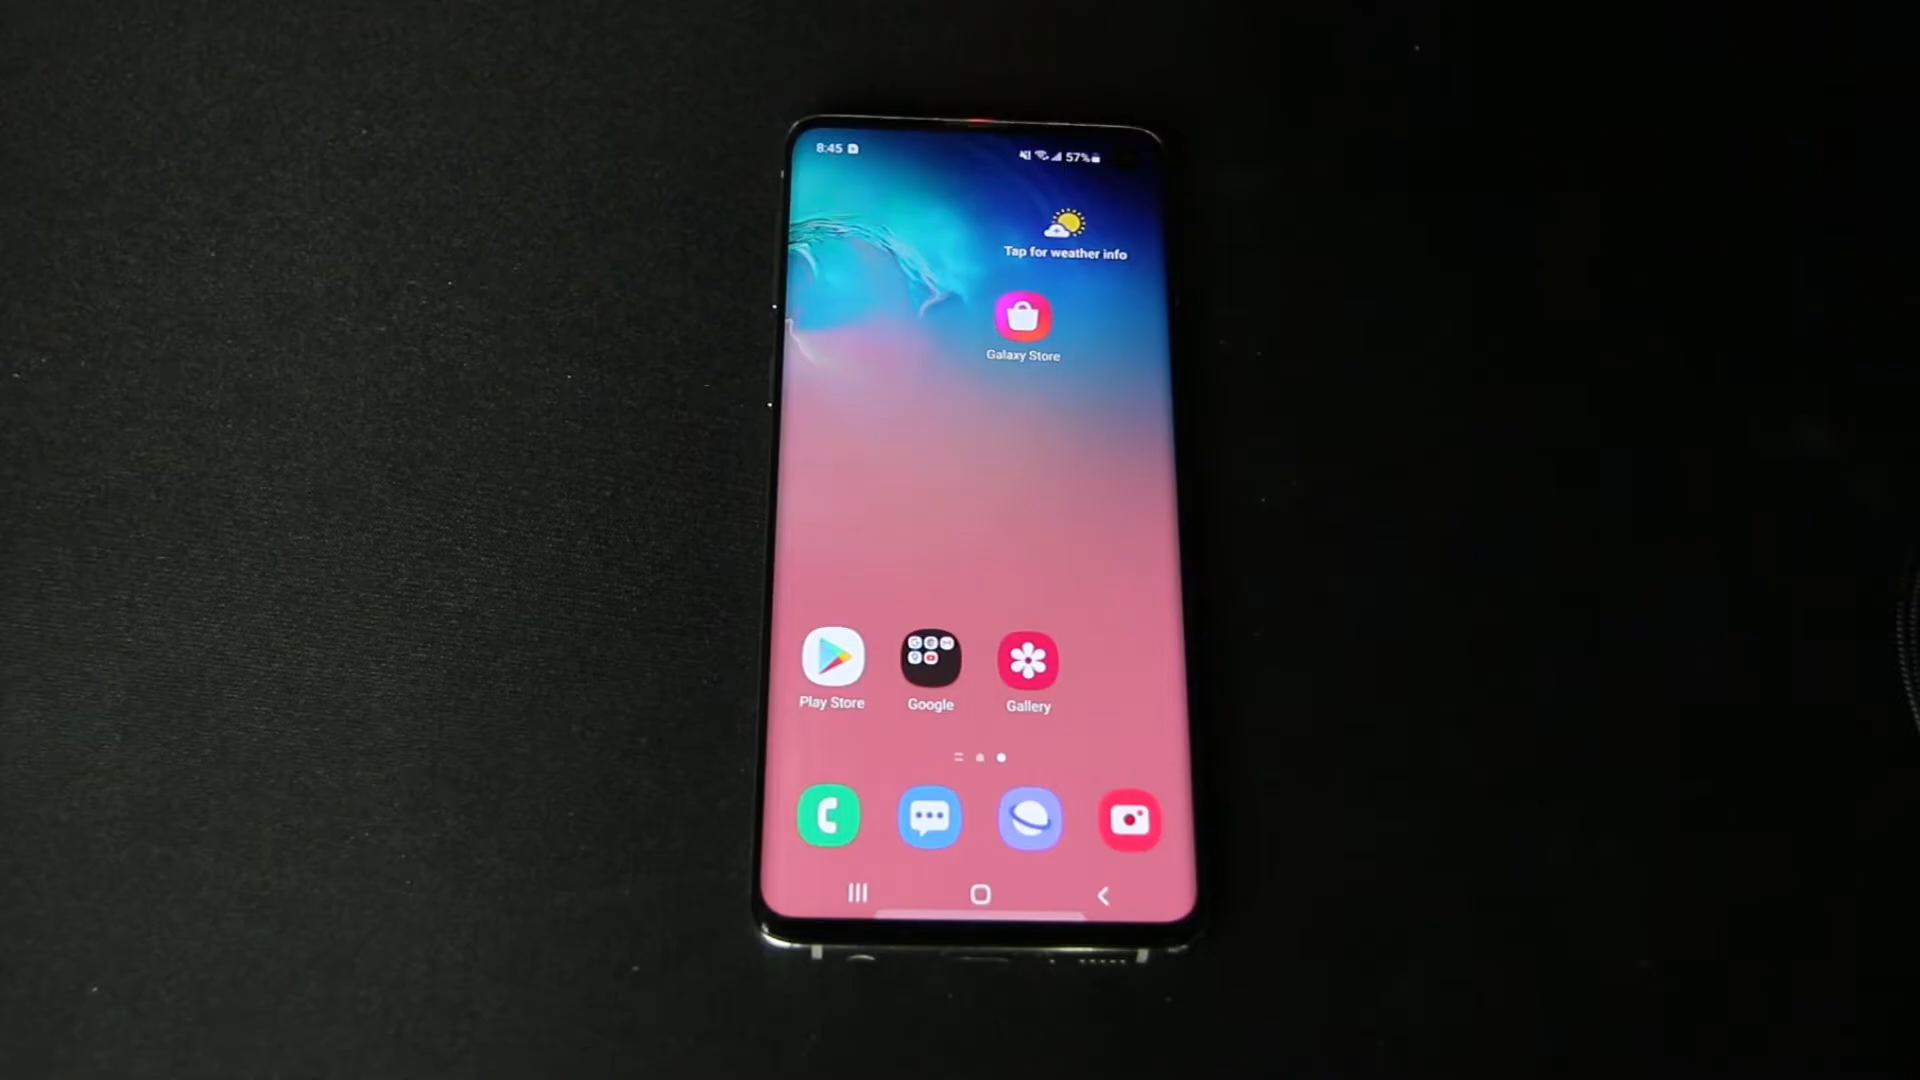 8:45
57%
Tap for weather info
Galaxy Store
Play Store
Google
Gallery